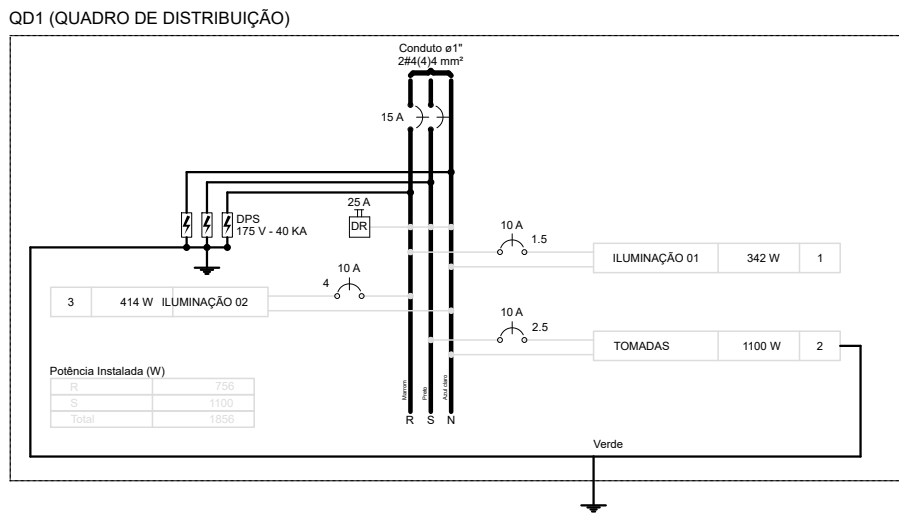 QD1 (QUADRO DE DISTRIBUIÇÃO)
Conduto ø1"
2#4(4)4 mm²
15 A
25 A
DPS
175 V - 40 KA
DR
10 A
1.5
ILUMINAÇÃO 01 342 W 1
10 A
4
3 414 W ILUMINAÇÃO 02
10 A
2.5
TOMADAS 1100 W 2
Potência Instalada (W)
R 756
S 1100
Total 1856
Marrom
Preto
Azul claro
R S N
Verde